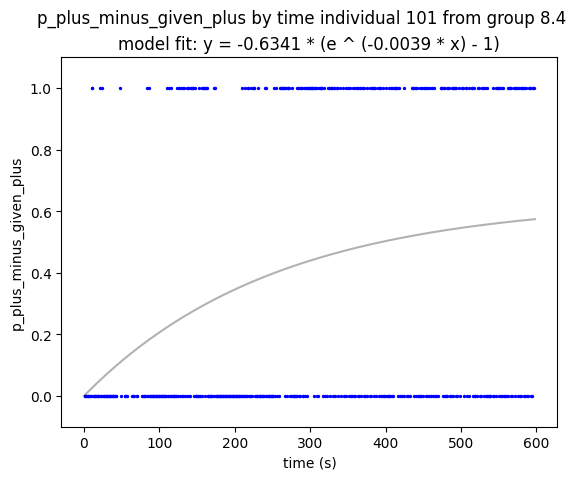 p_plus_minus_given_plus by time individual 101 from group 8.4
model fit: y = -0.6341 * (e ^ (-0.0039 * x) - 1)
1.0
0.8
0.6
0.4
0.2
0.0
p_plus_minus_given_plus
0 100 200 300 400 500 600
time (s)